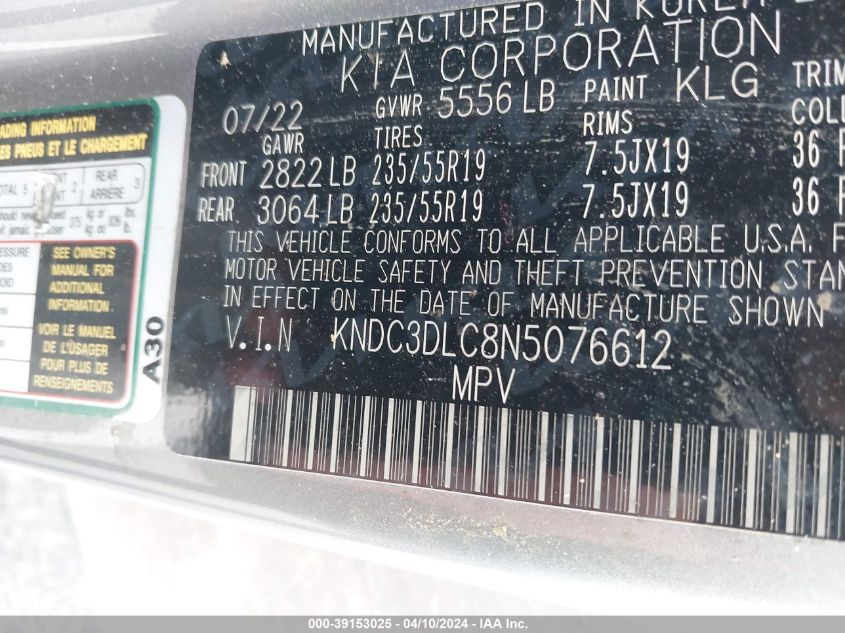 MANUFACTURED IN KOREA
KIA CORPORATION
07/22 GVWR 5556 LB PAINT KLG TRIM
GAWR TIRES RIMS COLD
FRONT 2822 LB 235/55R19 7.5JX19 36
REAR 3064 LB 235/55R19 7.5JX19 36
THIS VEHICLE CONFORMS TO ALL APPLICABLE U.S.A.
MOTOR VEHICLE SAFETY AND THEFT PREVENTION
IN EFFECT ON THE DATE OF MANUFACTURE SHOWN
V.I.N KNDC3DLC8N5076612
MPV
INFORMATION
PNEUS ET LE CHARGEMENT
5 2 REAR ARRIÈRE 3
SEE OWNER'S
MANUAL FOR
ADDITIONAL
INFORMATION
VOIR LE MANUEL
DE L'USAGER
POUR PLUS DE
RENSEIGNEMENTS
A30
000-39153025 - 04/10/2024 - IAA Inc.